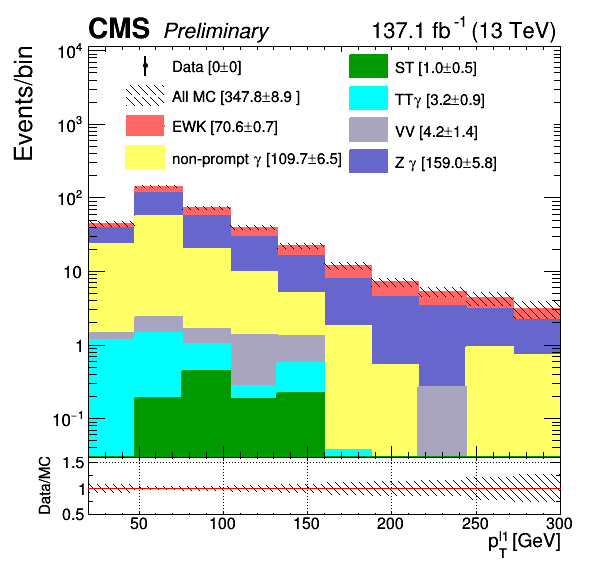 CMS Preliminary 137.1 fb⁻¹ (13 TeV)
Events/bin
10⁴
10³
10²
10
1
10⁻¹
Data [0±0]
All MC [347.8±8.9 ]
EWK [70.6±0.7]
non-prompt γ [109.7±6.5]
ST [1.0±0.5]
TTγ [3.2±0.9]
VV [4.2±1.4]
Z γ [159.0±5.8]
Data/MC
1.5
1
0.5
50 100 150 200 250 300
p_T^l1 [GeV]